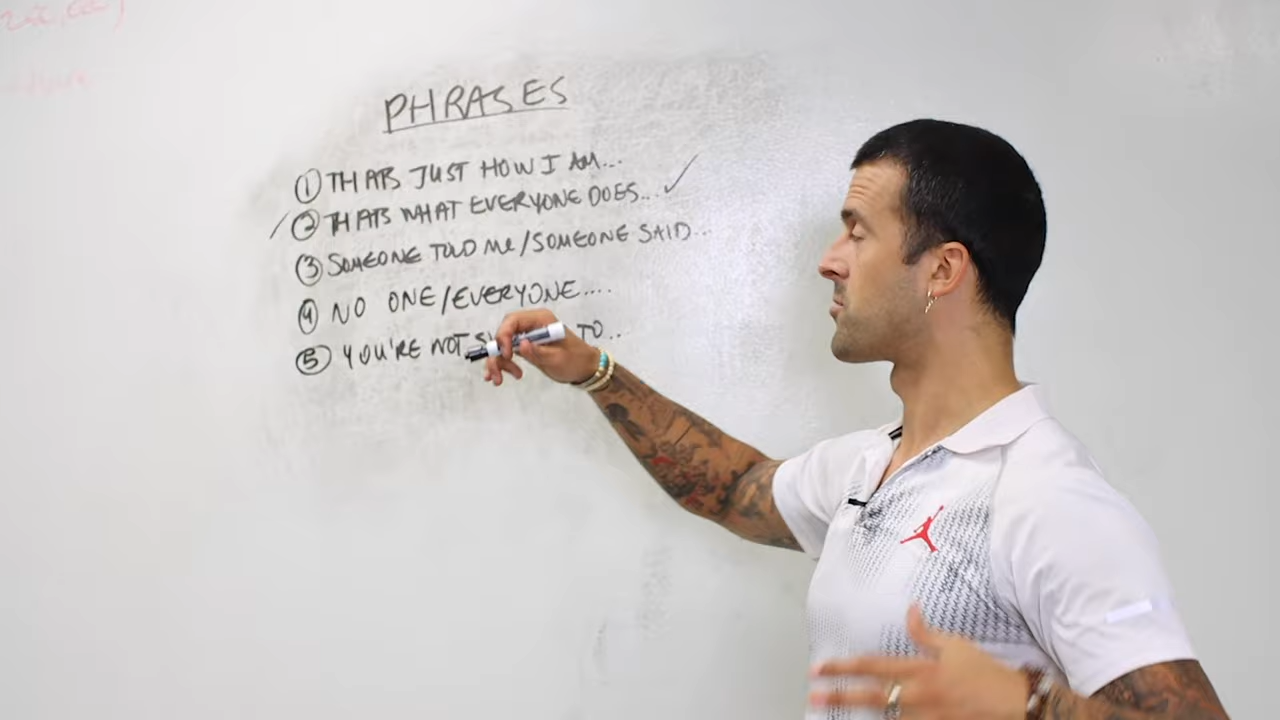 PHRASES
① THATS JUST HOW I AM...
② THATS WHAT EVERYONE DOES...✓
③ SOMEONE TOLD ME/SOMEONE SAID...
④ NO ONE/EVERYONE....
⑤ YOU'RE NOT TO..